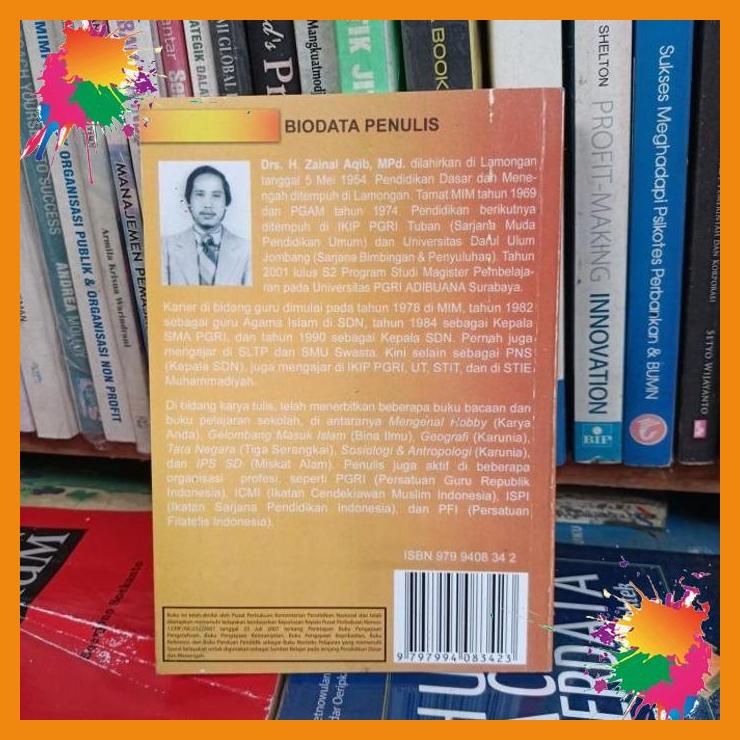 BIODATA PENULIS
Drs. H. Zainal Aqib, MPd. dilahirkan di Lamongan
tanggal 5 Mei 1954. Pendidikan Dasar dan Mene-
ngah ditempuh di Lamongan. Tamat MIM tahun 1969
dan PGAM tahun 1974. Pendidikan berikutnya
ditempuh di IKIP PGRI Tuban (Sarjana Muda
Pendidikan Umum) dan Universitas Darul Ulum
Jombang (Sarjana Bimbingan & Penyuluhan). Tahun
2001 lulus S2 Program Studi Magister Pembelaja-
ran pada Universitas PGRI ADIBUANA Surabaya.
Karier di bidang guru dimulai pada tahun 1978 di MIM, tahun 1982
sebagai guru Agama Islam di SDN, tahun 1984 sebagai Kepala
SMA PGRI, dan tahun 1990 sebagai Kepala SDN. Pernah juga
mengajar di SLTP dan SMU Swasta. Kini selain sebagai PNS
(Kepala SDN), juga mengajar di IKIP PGRI, UT, STIT, dan di STIE
Muhammadiyah.
Di bidang karya tulis, telah menerbitkan beberapa buku bacaan dan
buku pelajaran sekolah, di antaranya Mengenal Hobby (Karya
Anda), Gelombang Masuk Islam (Bina Ilmu), Geografi (Karunia),
Tata Negara (Tiga Serangkai), Sosiologi & Antropologi (Karunia),
dan IPS SD (Miskat Alam). Penulis juga aktif di beberapa
organisasi profesi, seperti PGRI (Persatuan Guru Republik
Indonesia), ICMI (Ikatan Cendekiawan Muslim Indonesia), ISPI
(Ikatan Sarjana Pendidikan Indonesia), dan PFI (Persatuan
Filatelis Indonesia).
ISBN 979 9408 34 2
9 797994 083423
SHELTON PROFIT-MAKING INNOVATION
BIP
Sukses Meghadapi Psikotes Perbankan & BUMN
SETYO WIJAYANTO
ORGANISASI PUBLIK & ORGANISASI NON PROFIT
MANAJEMEN
Armila Krisna Warindrani
Mangkuatmodj
BOOK